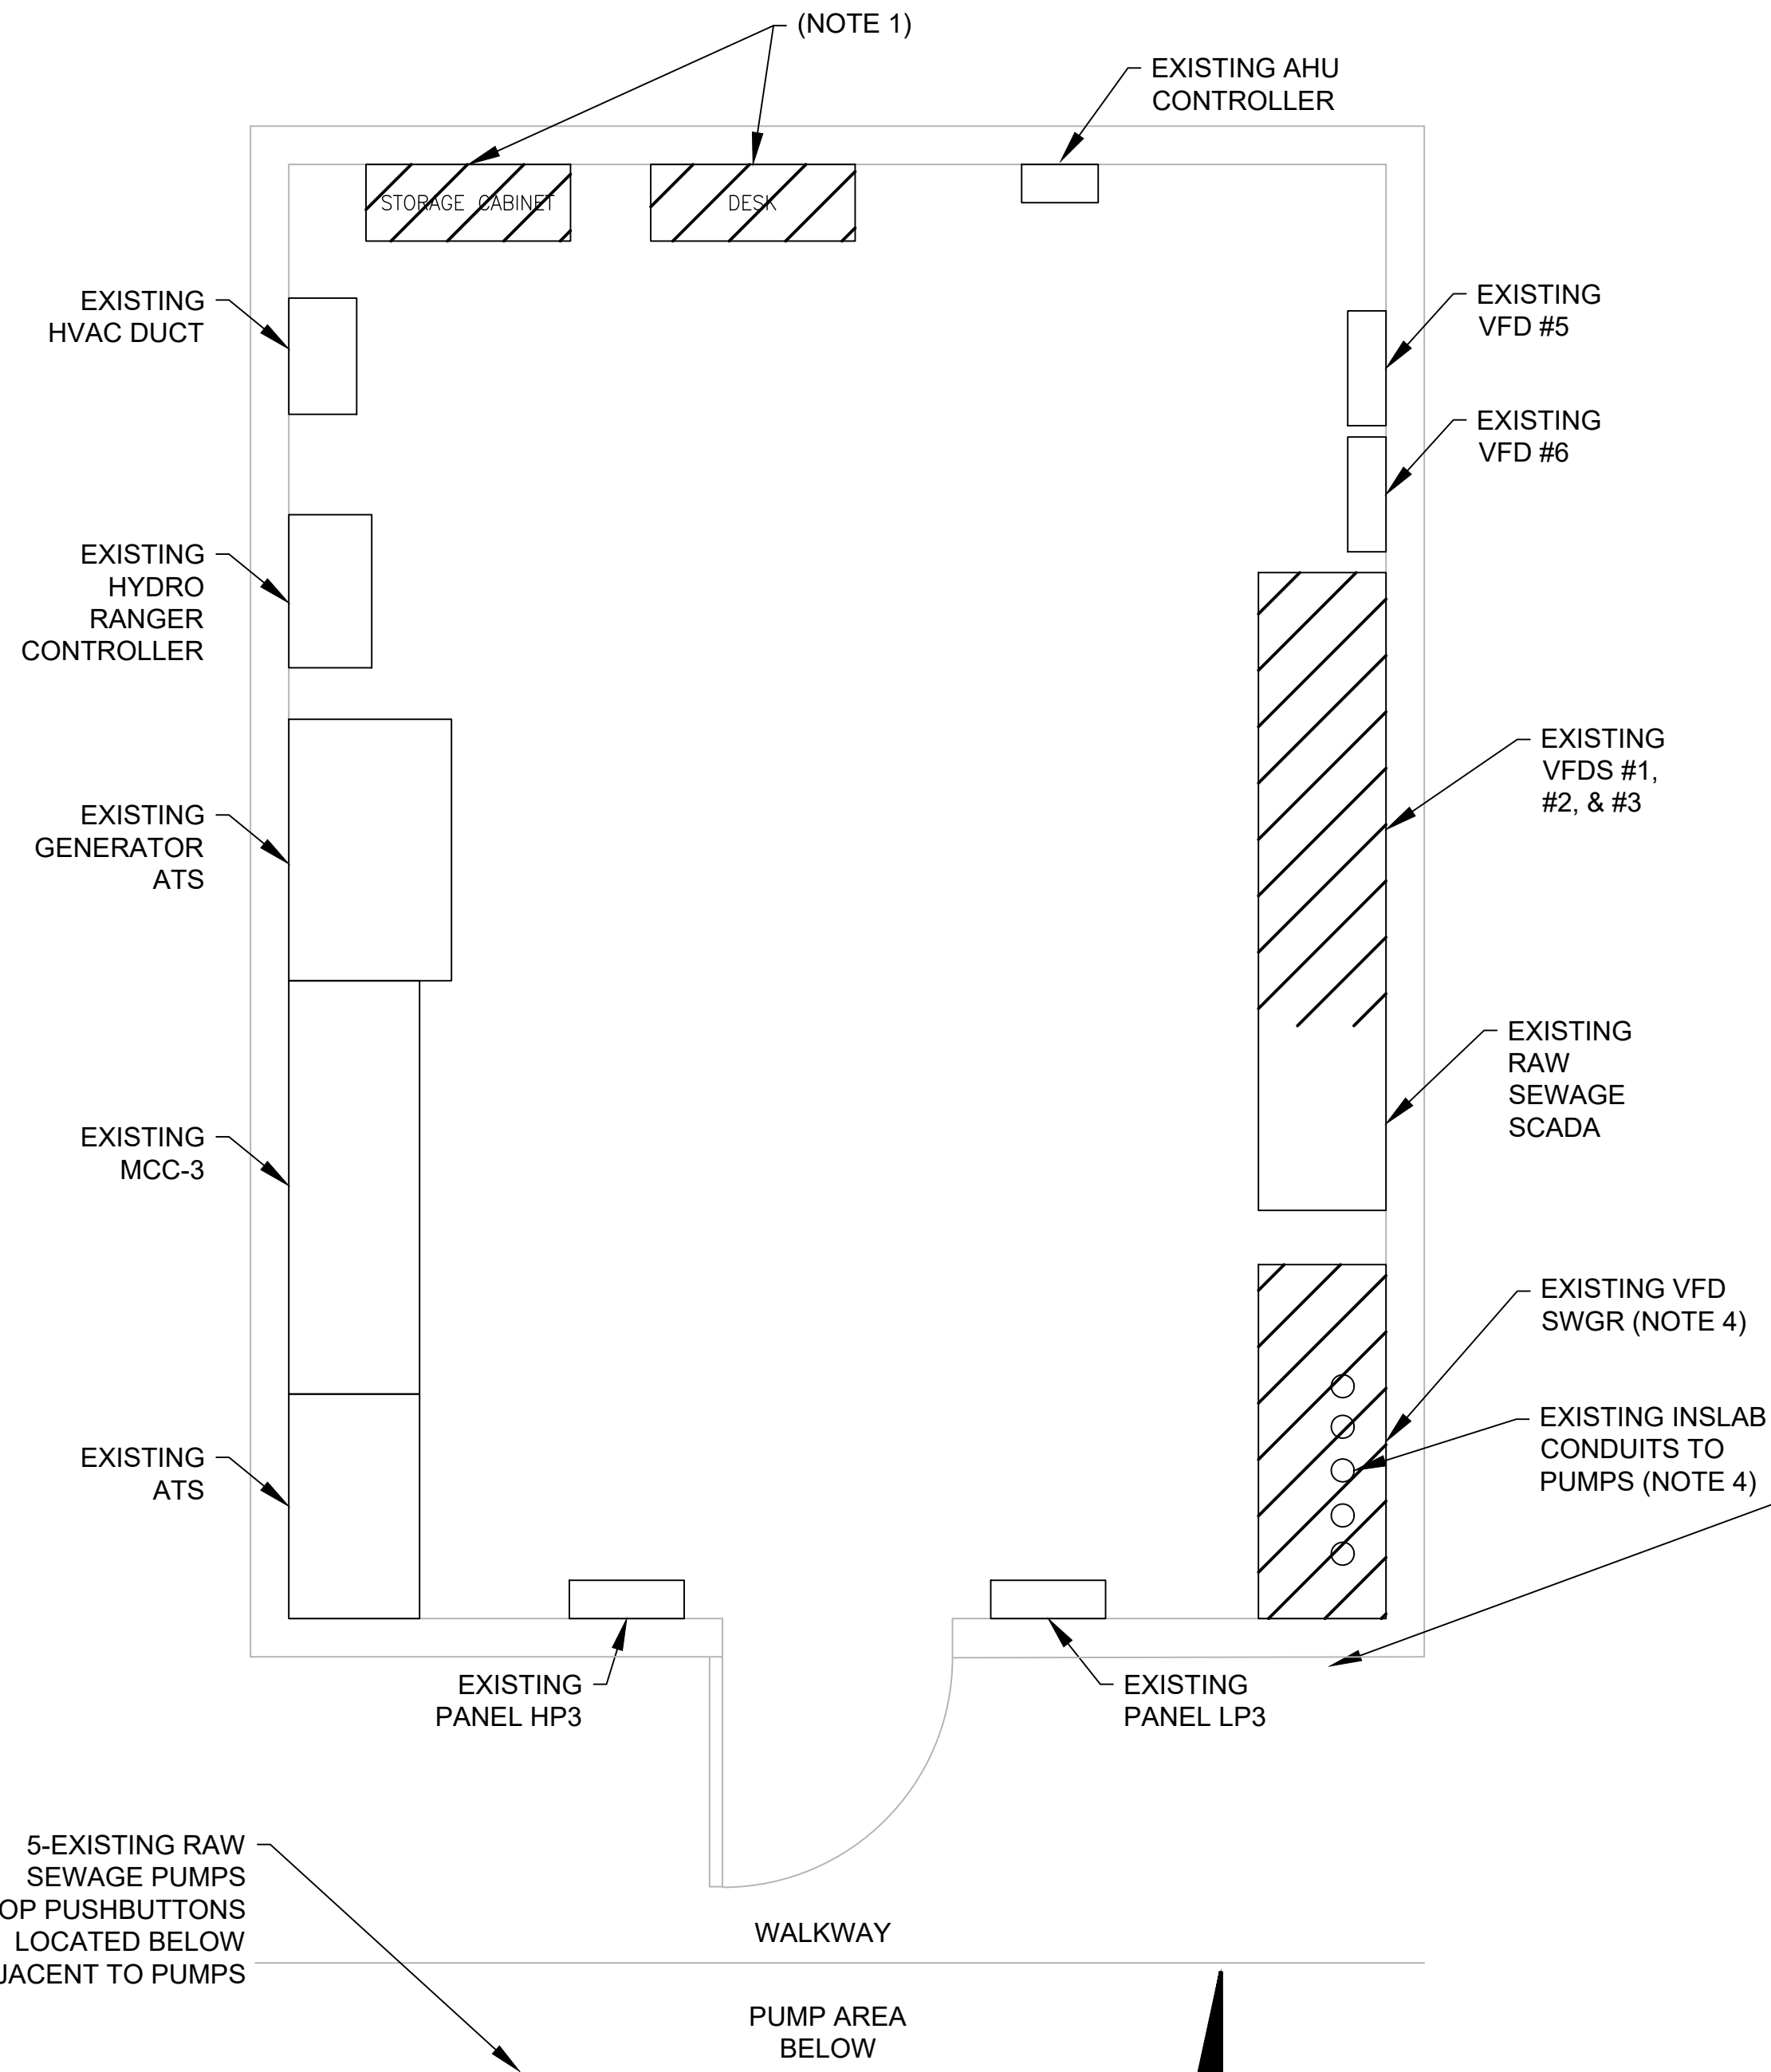 (NOTE 1)
EXISTING AHU
CONTROLLER
STORAGE CABINET
DESK
EXISTING
HVAC DUCT
EXISTING
VFD #5
EXISTING
VFD #6
EXISTING
HYDRO
RANGER
CONTROLLER
EXISTING
VFDS #1,
#2, & #3
EXISTING
GENERATOR
ATS
EXISTING
RAW
SEWAGE
SCADA
EXISTING
MCC-3
EXISTING VFD
SWGR (NOTE 4)
EXISTING INSLAB
CONDUITS TO
PUMPS (NOTE 4)
EXISTING
ATS
EXISTING
PANEL HP3
EXISTING
PANEL LP3
5-EXISTING RAW
SEWAGE PUMPS
PUSHBUTTONS
LOCATED BELOW
TO PUMPS
WALKWAY
PUMP AREA
BELOW